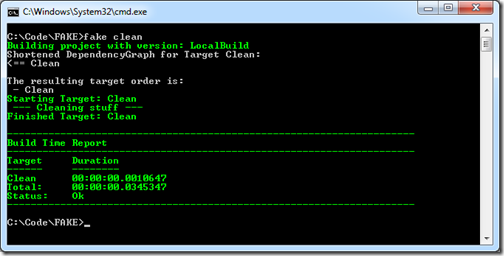 C:\Windows\System32\cmd.exe
C:\Code\FAKE>fake clean
Building project with version: LocalBuild
Shortened DependencyGraph for Target Clean:
<== Clean
The resulting target order is:
 - Clean
Starting Target: Clean
 --- Cleaning stuff ---
Finished Target: Clean
---------------------------------------------------------------
Build Time Report
---------------------------------------------------------------
Target     Duration
------     --------
Clean      00:00:00.0010647
Total:     00:00:00.0345347
Status:    Ok
---------------------------------------------------------------
C:\Code\FAKE>_